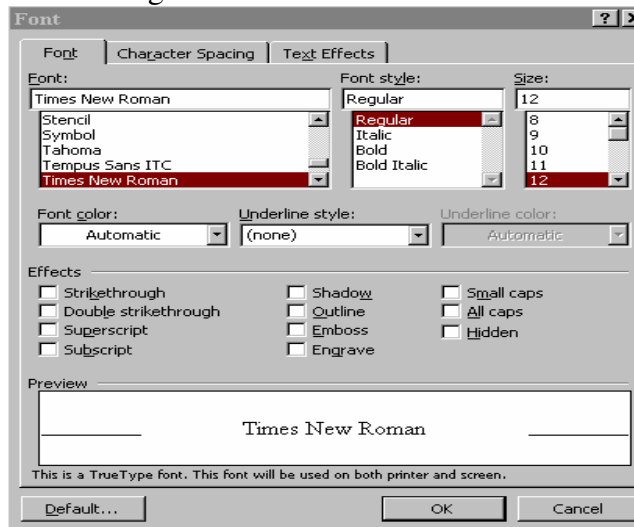 Font
Font Character Spacing Text Effects
Font: Font style: Size:
Times New Roman Regular 12
Stencil Regular 8
Symbol Italic 9
Tahoma Bold 10
Tempus Sans ITC Bold Italic 11
Times New Roman 12
Font color: Underline style: Underline color:
Automatic (none) Automatic
Effects
Strikethrough Shadow Small caps
Double strikethrough Outline All caps
Superscript Emboss Hidden
Subscript Engrave
Preview
Times New Roman
This is a TrueType font. This font will be used on both printer and screen.
Default... OK Cancel